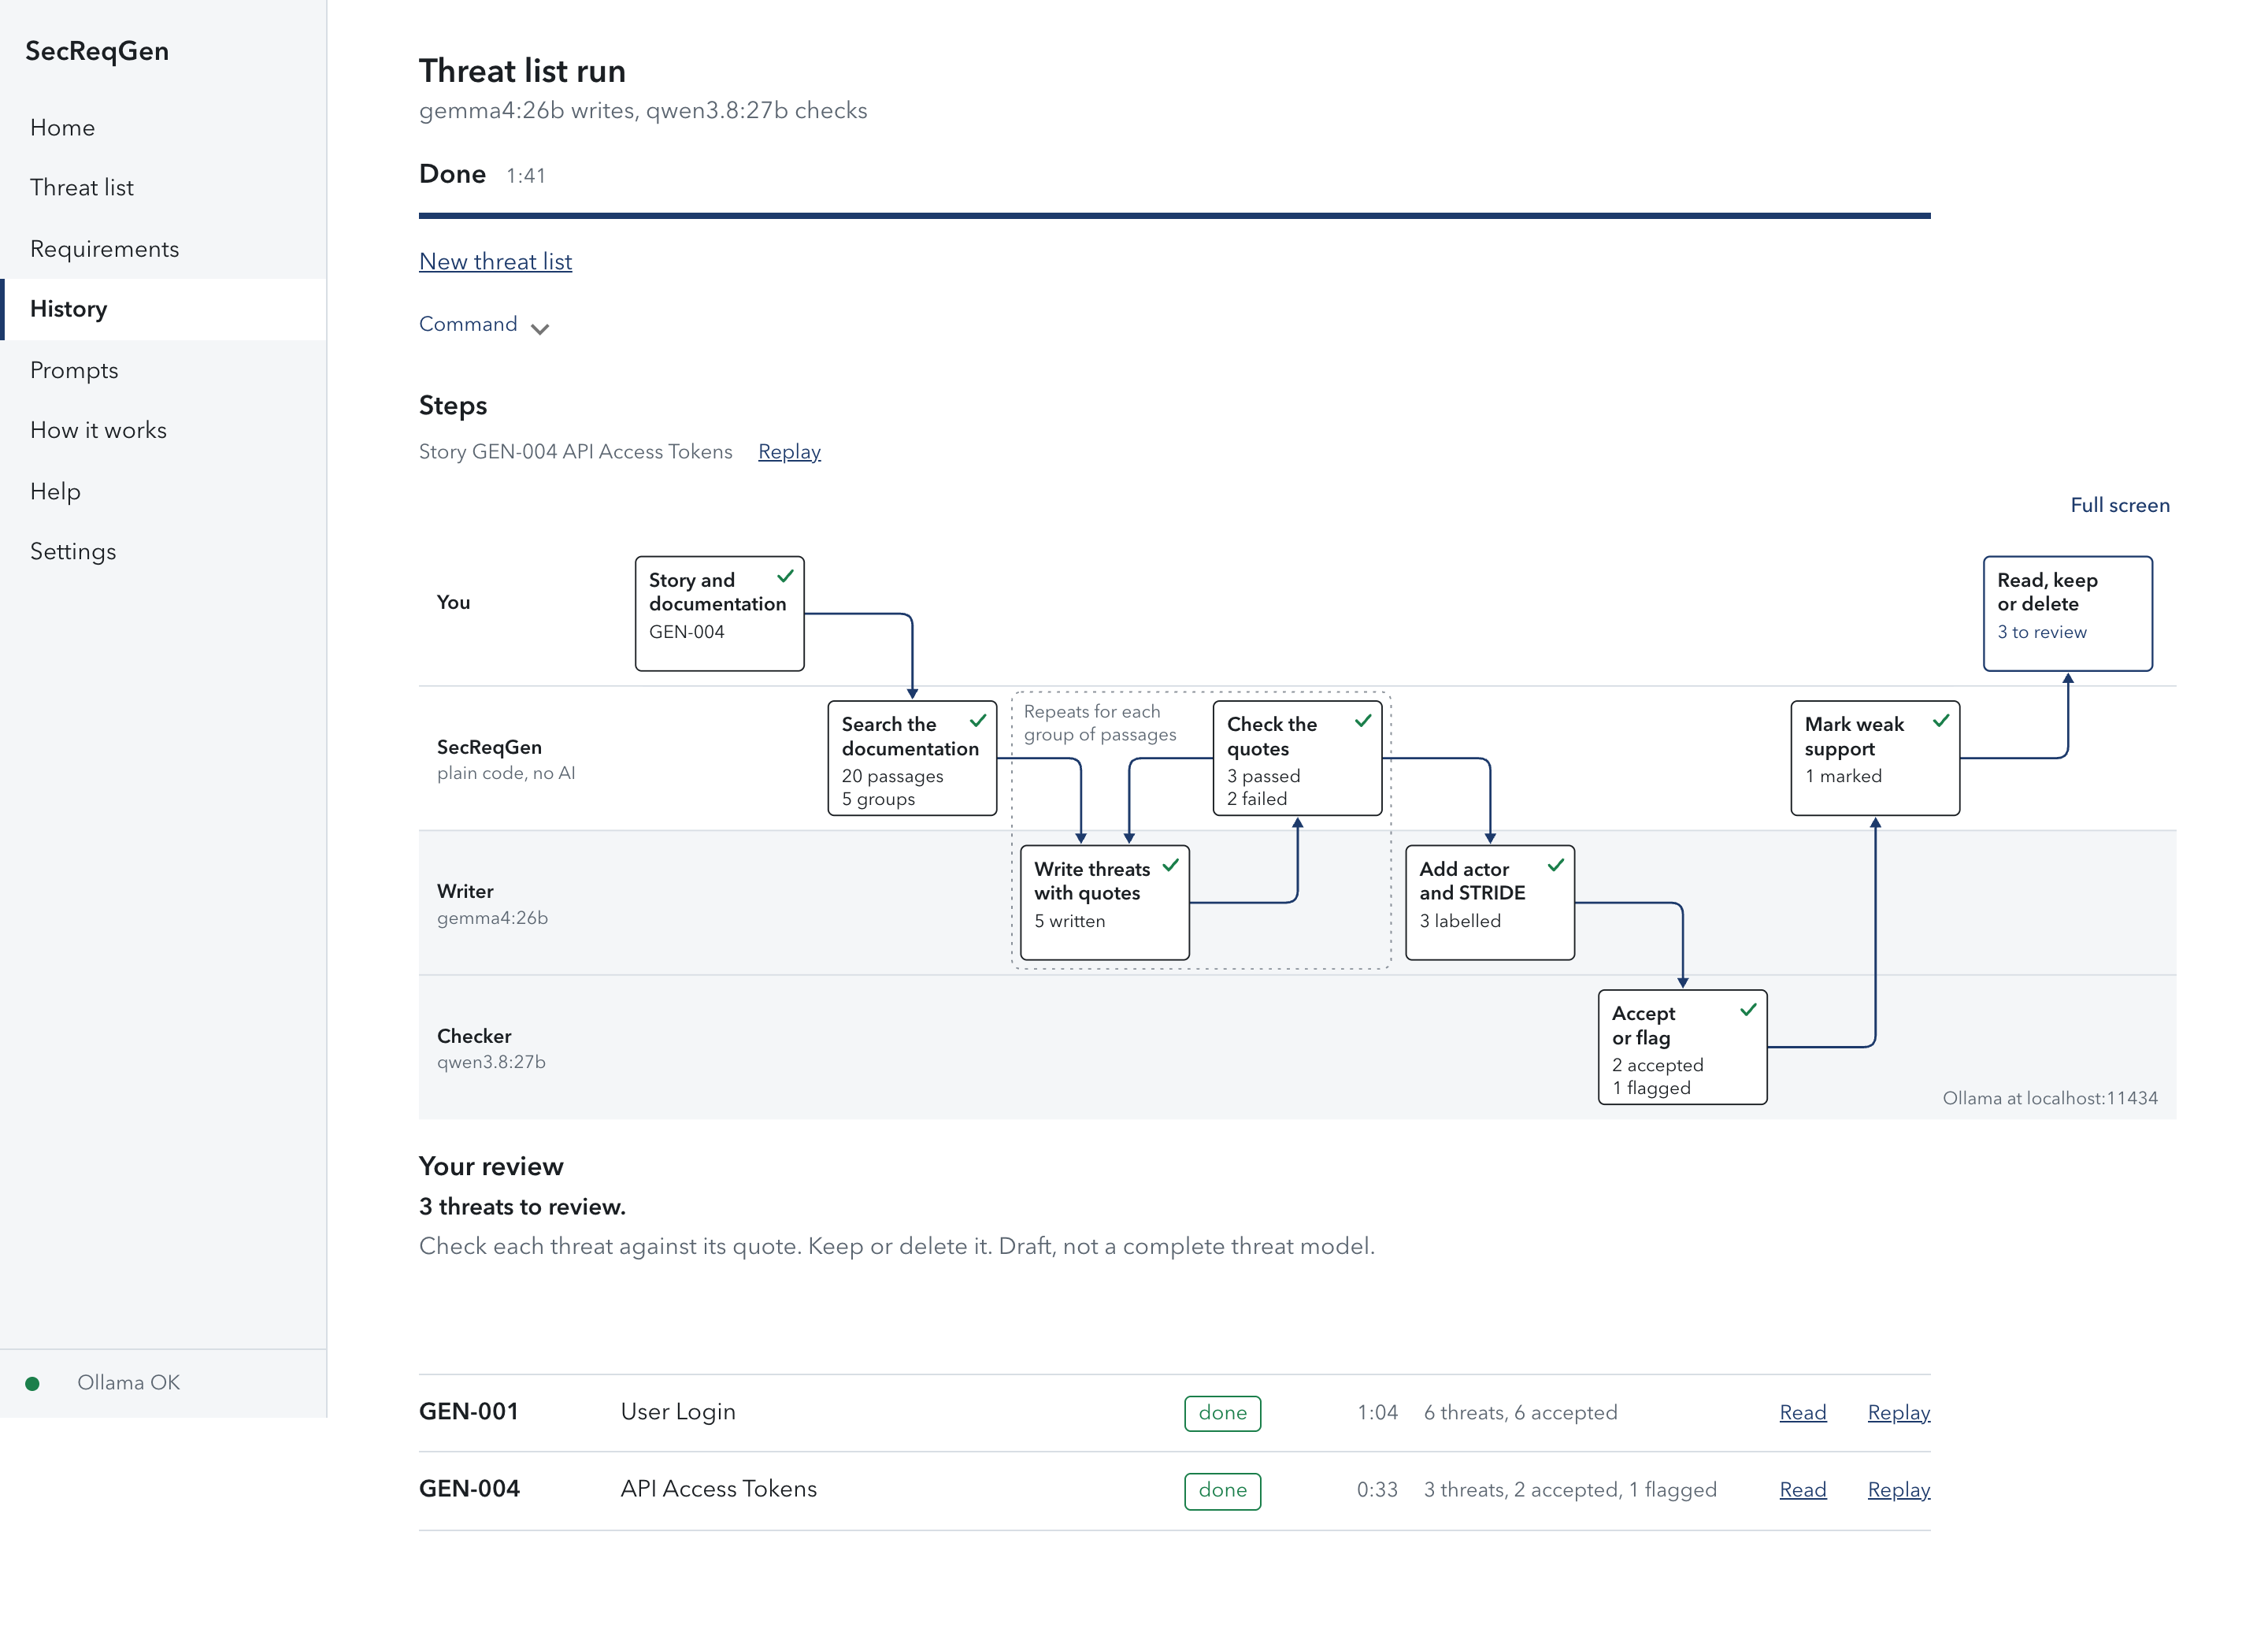 SecReqGen
Home
Threat list
Requirements
History
Prompts
How it works
Help
Settings
Ollama OK
Threat list run
gemma4:26b writes, qwen3.8:27b checks
Done 1:41
New threat list
Command
Steps
Story GEN-004 API Access Tokens Replay
Full screen
You
Story and
documentation
GEN-004
Read, keep
or delete
3 to review
SecReqGen
plain code, no AI
Search the
documentation
20 passages
5 groups
Repeats for each
group of passages
Check the
quotes
3 passed
2 failed
Mark weak
support
1 marked
Writer
gemma4:26b
Write threats
with quotes
5 written
Add actor
and STRIDE
3 labelled
Checker
qwen3.8:27b
Accept
or flag
2 accepted
1 flagged
Ollama at localhost:11434
Your review
3 threats to review.
Check each threat against its quote. Keep or delete it. Draft, not a complete threat model.
GEN-001 User Login done 1:04 6 threats, 6 accepted Read Replay
GEN-004 API Access Tokens done 0:33 3 threats, 2 accepted, 1 flagged Read Replay